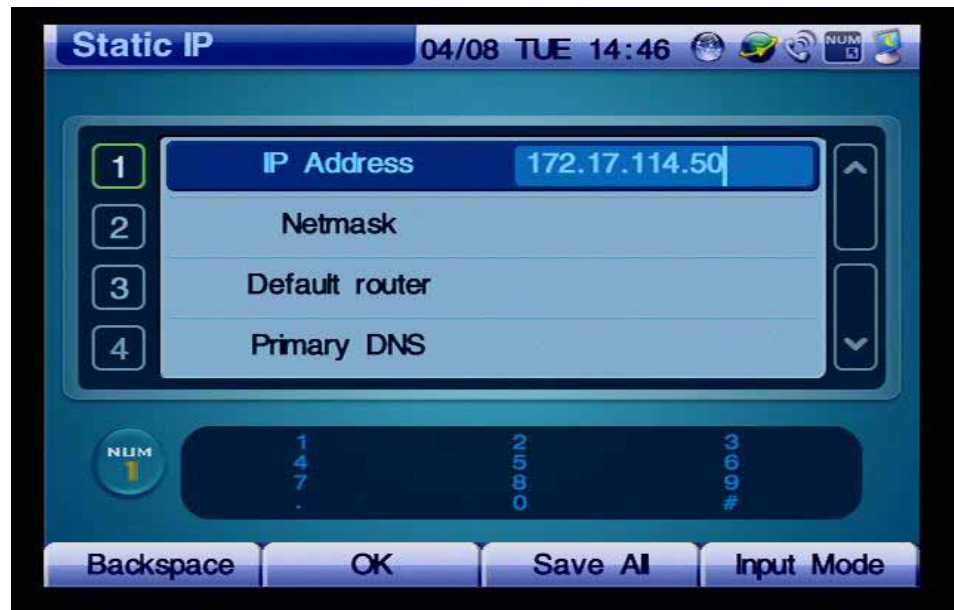 Static IP 04/08 TUE 14:46 NUM
1 IP Address 172.17.114.50
2 Netmask
3 Default router
4 Primary DNS
NUM 1 2 3
1 4 5 6
7 8 9
. 0 #
Backspace OK Save All Input Mode